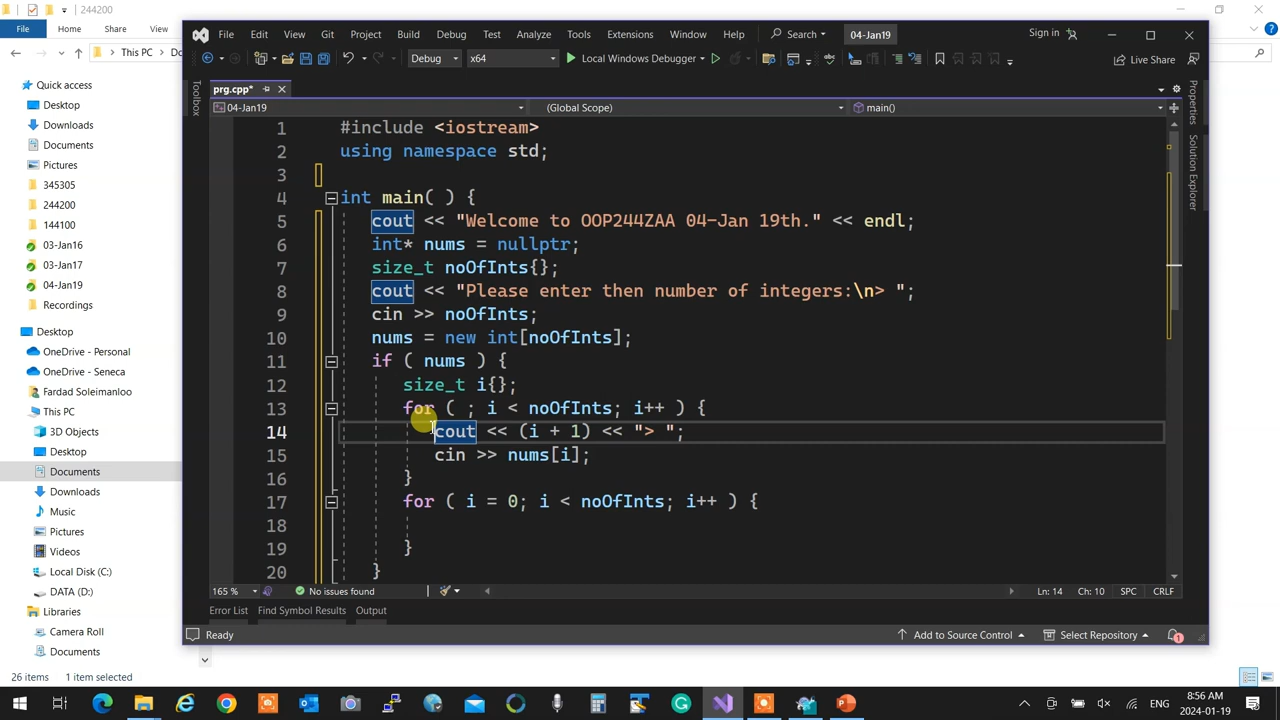 244200
File Home Share View
This PC Do
Quick access
Desktop
Downloads
Documents
Pictures
345305
244200
144100
03-Jan16
03-Jan17
04-Jan19
Recordings
Desktop
OneDrive - Personal
OneDrive - Seneca
Fardad Soleimanloo
This PC
3D Objects
Desktop
Documents
Downloads
Music
Pictures
Videos
Local Disk (C:)
DATA (D:)
Libraries
Camera Roll
Documents
26 items 1 item selected
File Edit View Git Project Build Debug Test Analyze Tools Extensions Window Help Search 04-Jan19 Sign in
Debug x64 Local Windows Debugger Live Share
Toolbox
prg.cpp*
04-Jan19 (Global Scope) main()
1 #include <iostream>
2 using namespace std;
3
4 int main( ) {
5 cout << "Welcome to OOP244ZAA 04-Jan 19th." << endl;
6 int* nums = nullptr;
7 size_t noOfInts{};
8 cout << "Please enter then number of integers:\n> ";
9 cin >> noOfInts;
10 nums = new int[noOfInts];
11 if ( nums ) {
12 size_t i{};
13 for ( ; i < noOfInts; i++ ) {
14 cout << (i + 1) << "> ";
15 cin >> nums[i];
16 }
17 for ( i = 0; i < noOfInts; i++ ) {
18
19 }
20 }
Properties
Solution Explorer
165 % No issues found Ln: 14 Ch: 10 SPC CRLF
Error List Find Symbol Results Output
Ready Add to Source Control Select Repository 1
ENG 8:56 AM
2024-01-19